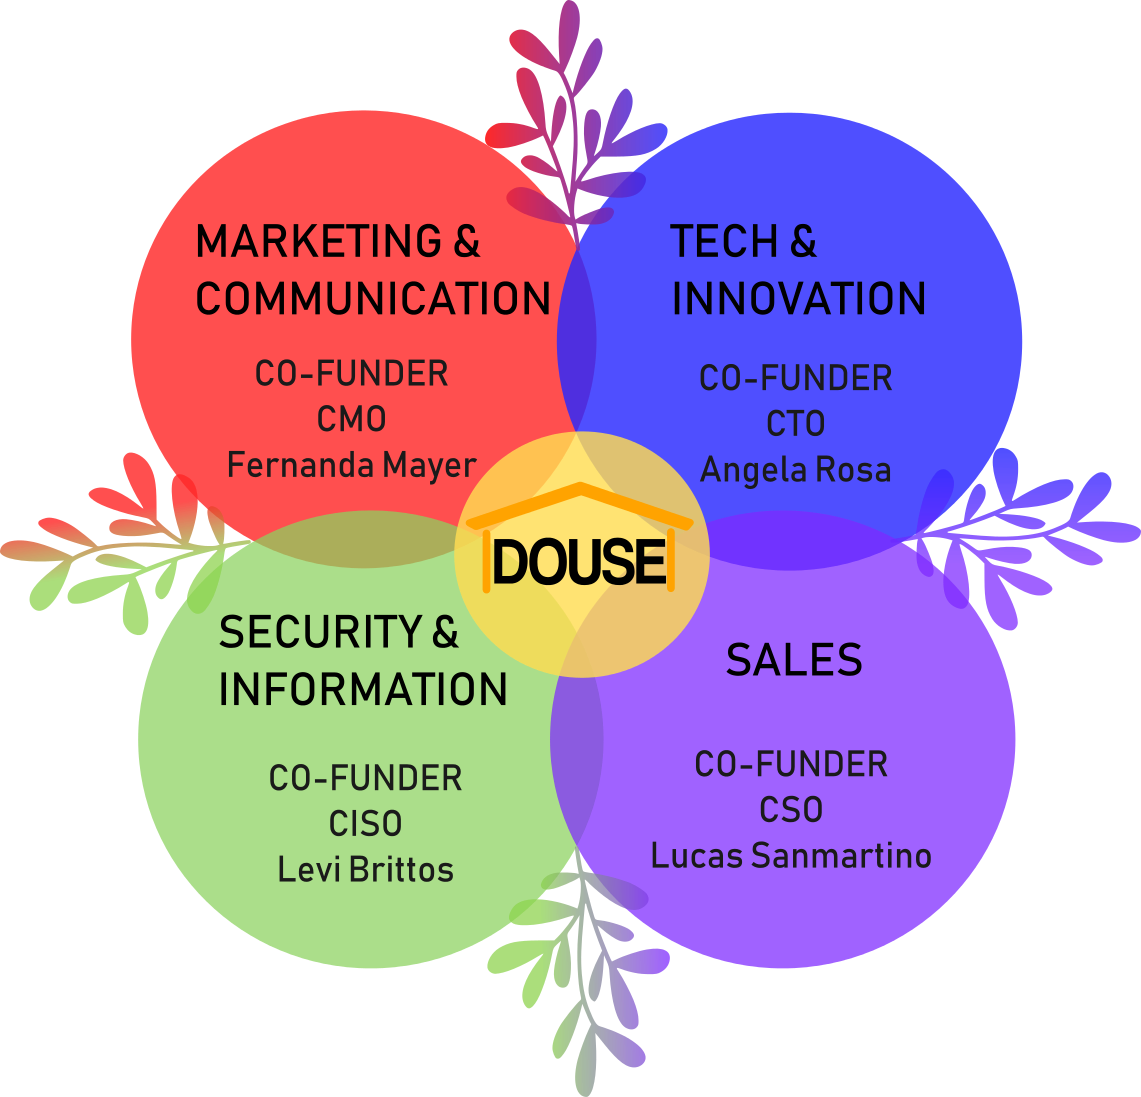 MARKETING &
COMMUNICATION
CO-FUNDER
CMO
Fernanda Mayer
TECH &
INNOVATION
CO-FUNDER
CTO
Angela Rosa
DOUSE
SECURITY &
INFORMATION
CO-FUNDER
CISO
Levi Brittos
SALES
CO-FUNDER
CSO
Lucas Sanmartino